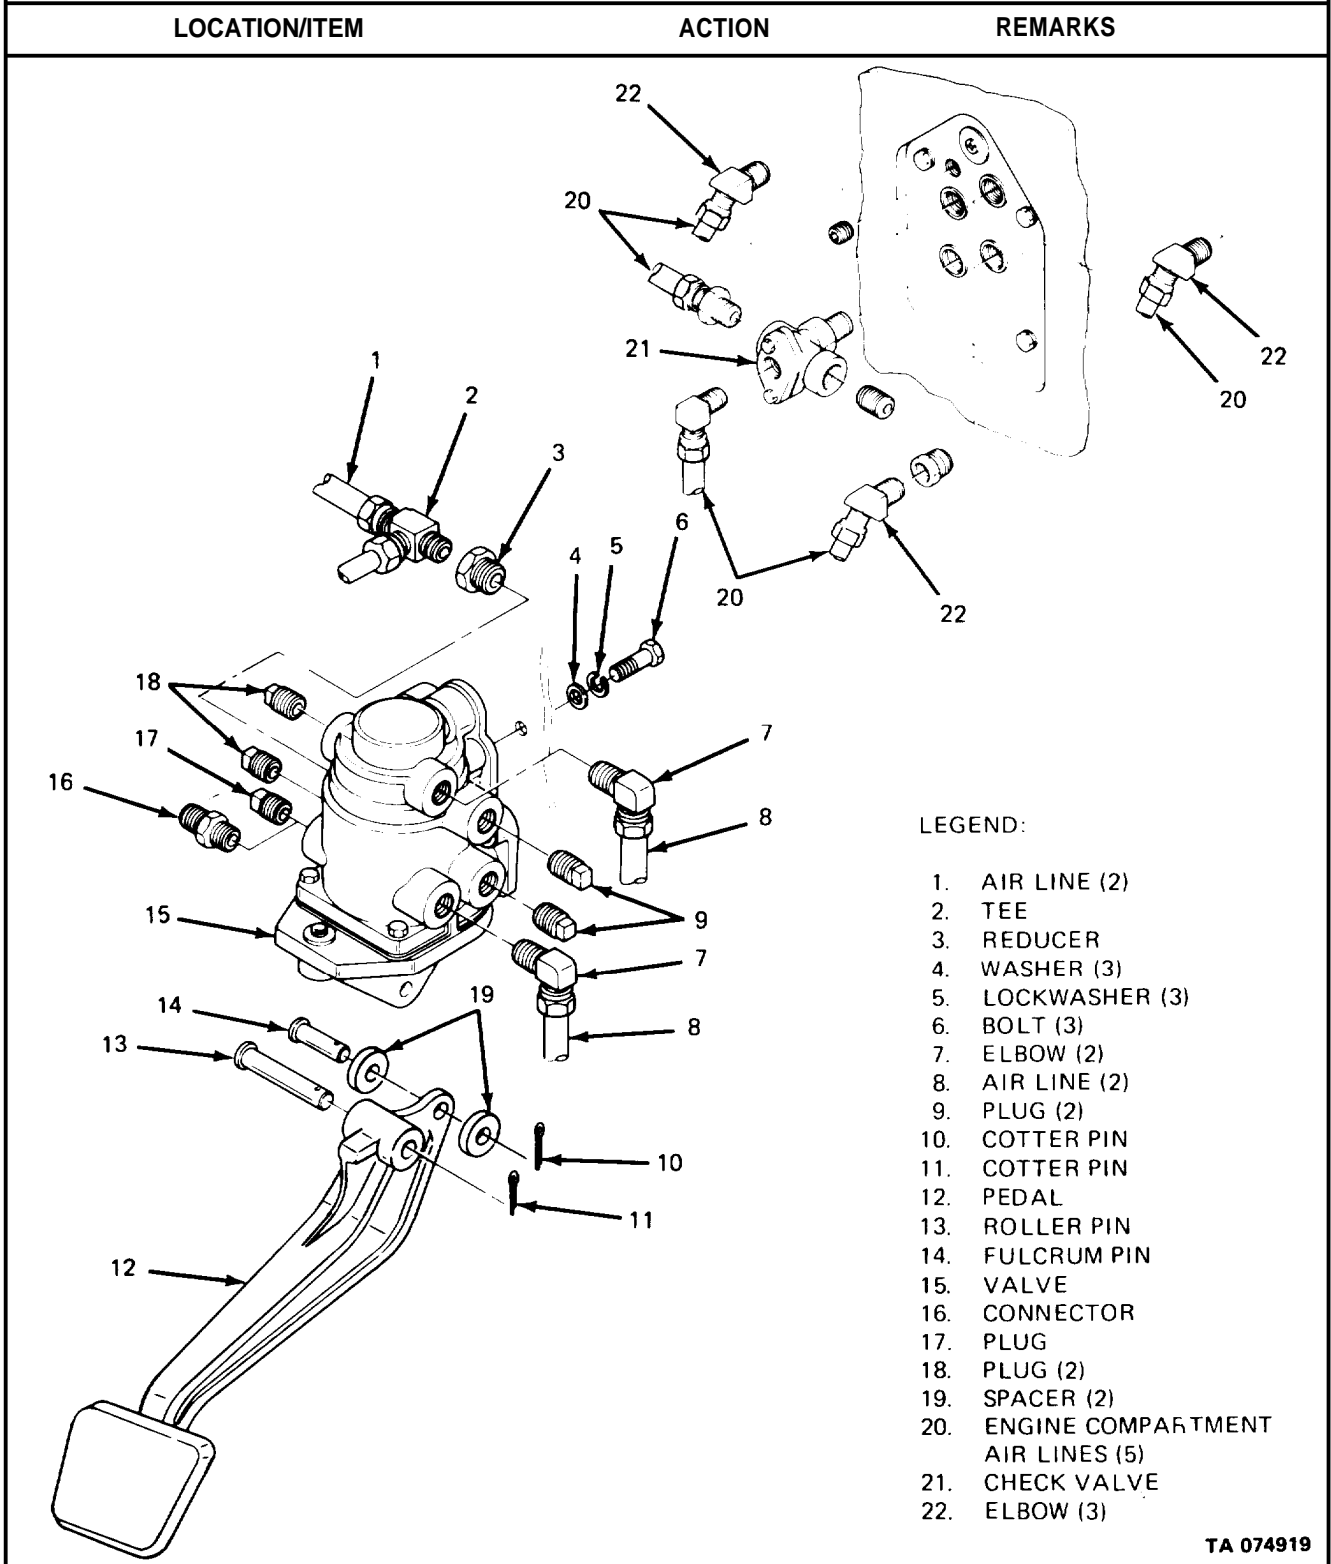 LOCATION/ITEM ACTION REMARKS
22
20
22
20
21
1
2
3
6
5
4
20
22
18
17
16
7
8
15
9
7
8
14
19
13
10
11
12
LEGEND:
1. AIR LINE (2)
2. TEE
3. REDUCER
4. WASHER (3)
5. LOCKWASHER (3)
6. BOLT (3)
7. ELBOW (2)
8. AIR LINE (2)
9. PLUG (2)
10. COTTER PIN
11. COTTER PIN
12. PEDAL
13. ROLLER PIN
14. FULCRUM PIN
15. VALVE
16. CONNECTOR
17. PLUG
18. PLUG (2)
19. SPACER (2)
20. ENGINE COMPARTMENT
AIR LINES (5)
21. CHECK VALVE
22. ELBOW (3)
TA 074919